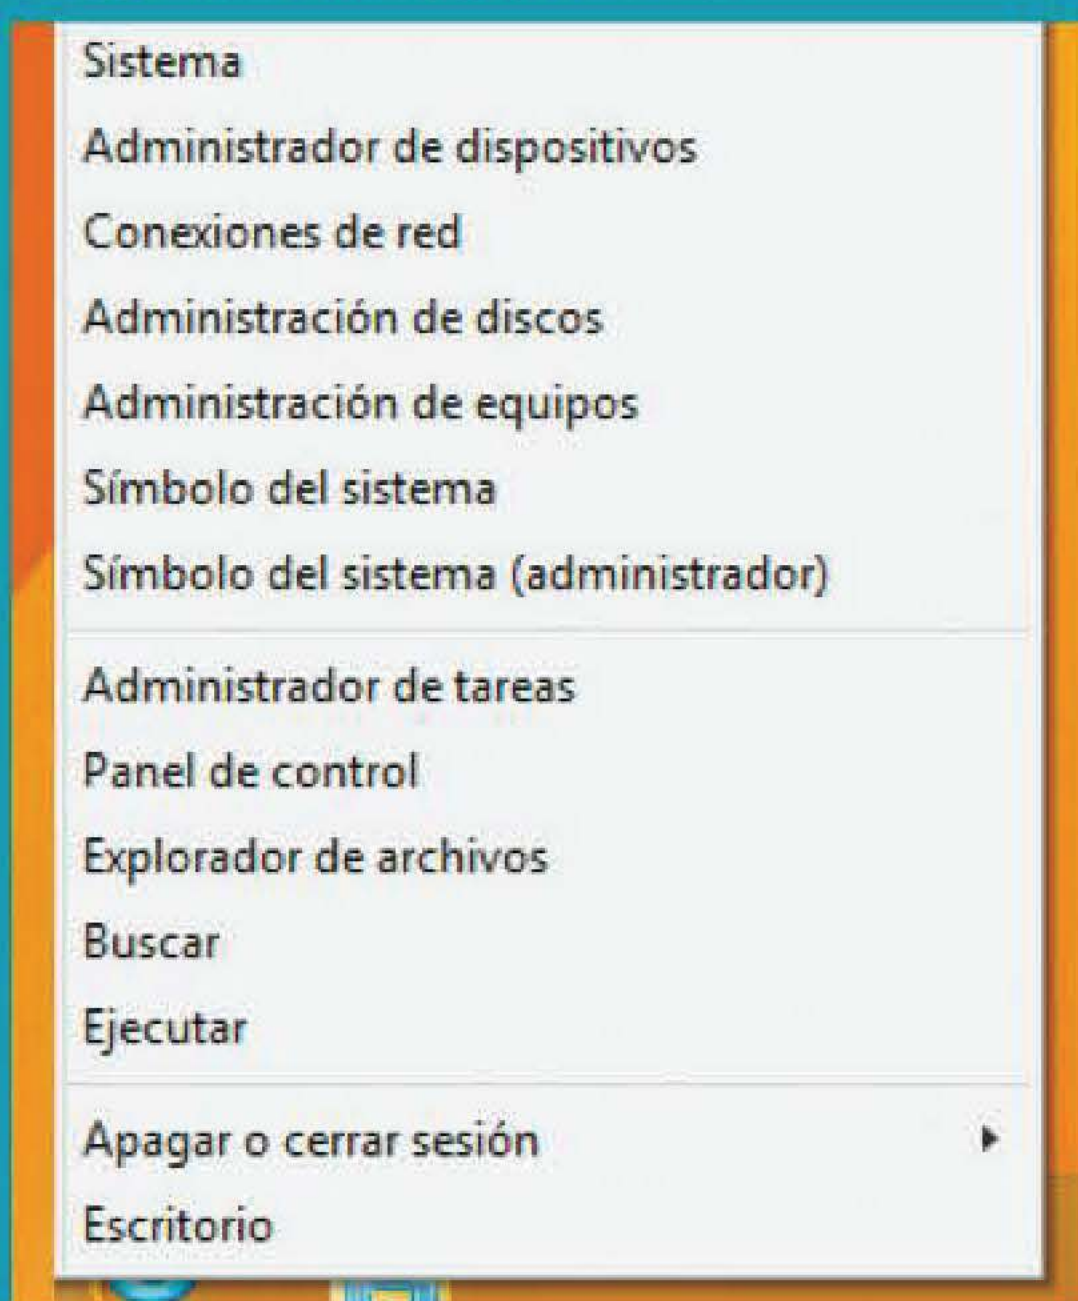 Sistema
Administrador de dispositivos
Conexiones de red
Administración de discos
Administración de equipos
Símbolo del sistema
Símbolo del sistema (administrador)
Administrador de tareas
Panel de control
Explorador de archivos
Buscar
Ejecutar
Apagar o cerrar sesión
Escritorio